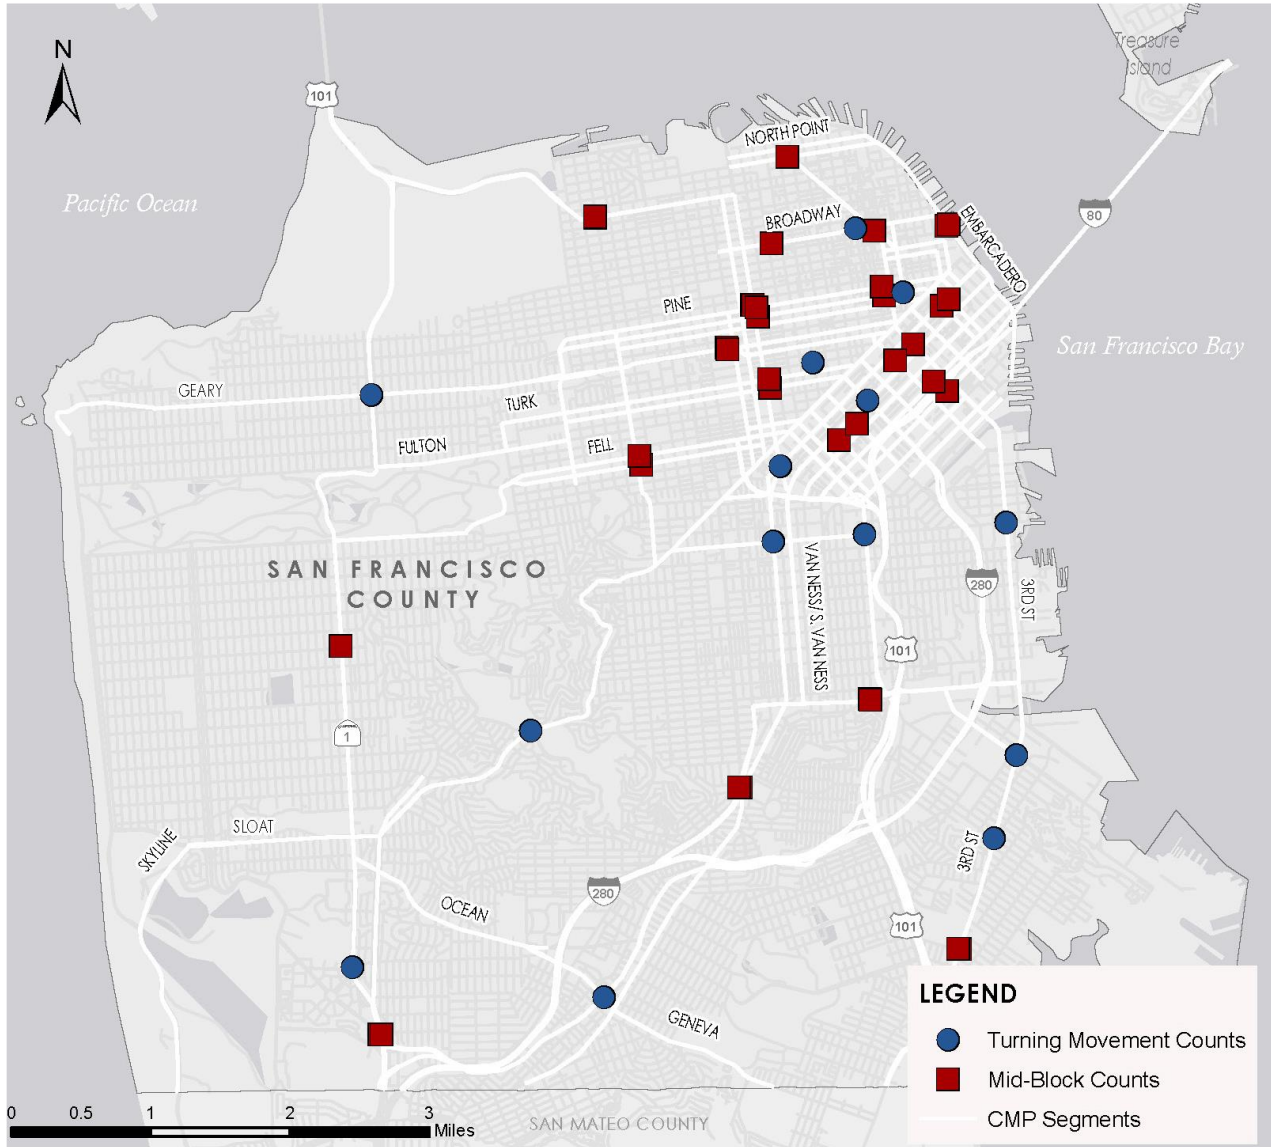 Treasure
Island
N
101
NORTH POINT
Pacific Ocean
80
BROADWAY
EMBARCADERO
PINE
San Francisco Bay
GEARY
TURK
FULTON
FELL
SAN FRANCISCO
COUNTY
VAN NESS/ S. VAN NESS
280
3RD ST
101
1
SLOAT
SKYLINE
3RD ST
280
OCEAN
101
GENEVA
LEGEND
Turning Movement Counts
Mid-Block Counts
CMP Segments
0 0.5 1 2 3
Miles
SAN MATEO COUNTY